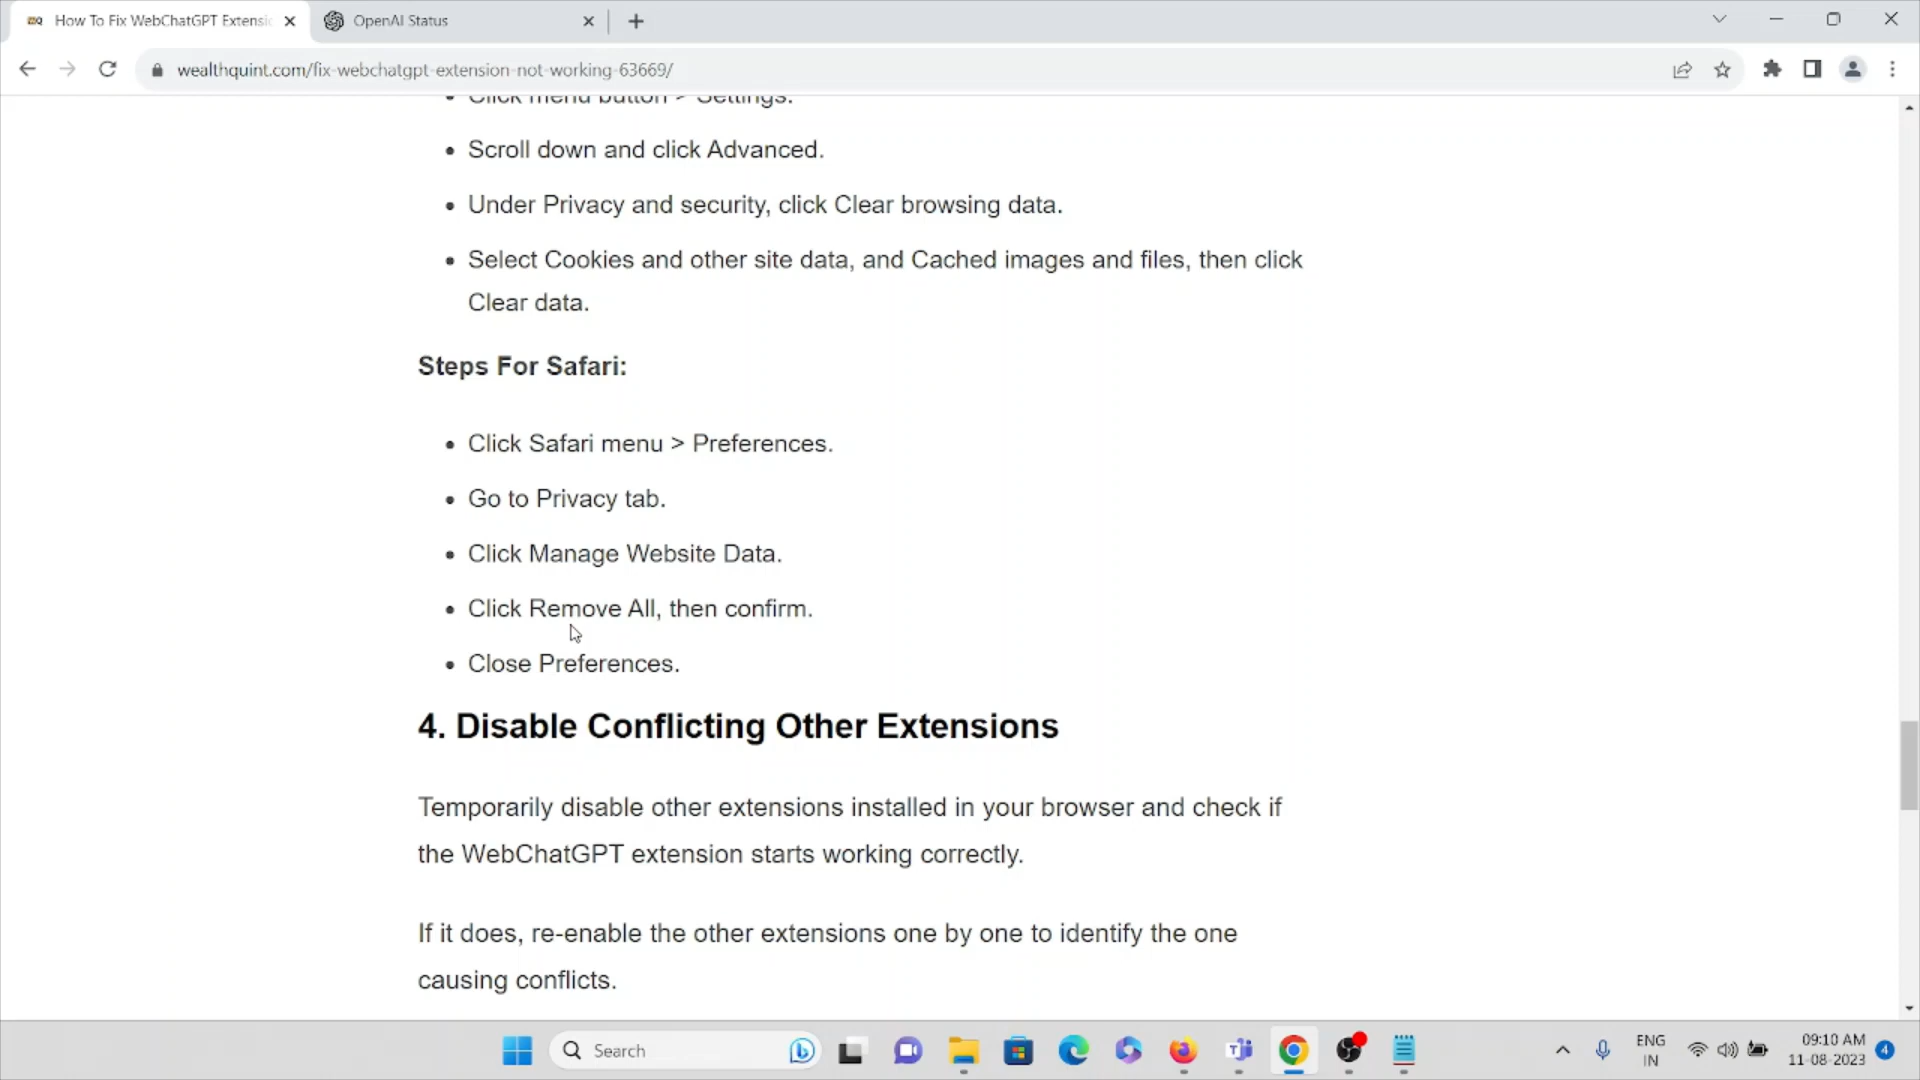 How To Fix WebChatGPT Extensi
OpenAI Status
wealthquint.com/fix-webchatgpt-extension-not-working-63669/
Click menu button > Settings.
Scroll down and click Advanced.
Under Privacy and security, click Clear browsing data.
Select Cookies and other site data, and Cached images and files, then click
Clear data.
Steps For Safari:
Click Safari menu > Preferences.
Go to Privacy tab.
Click Manage Website Data.
Click Remove All, then confirm.
Close Preferences.
4. Disable Conflicting Other Extensions
Temporarily disable other extensions installed in your browser and check if
the WebChatGPT extension starts working correctly.
If it does, re-enable the other extensions one by one to identify the one
causing conflicts.
Search
ENG
IN
09:10 AM
11-08-2023
4